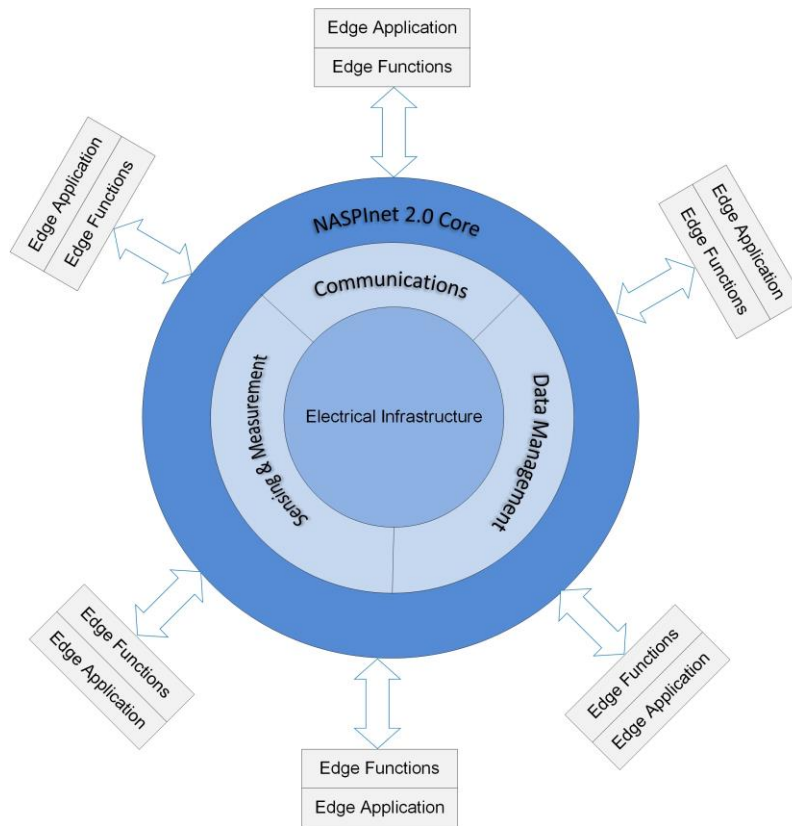 Edge Application
Edge Functions
Edge Application
Edge Functions
Edge Application
Edge Functions
NASPInet 2.0 Core
Communications
Sensing & Measurement
Electrical Infrastructure
Data Management
Edge Functions
Edge Application
Edge Functions
Edge Application
Edge Functions
Edge Application